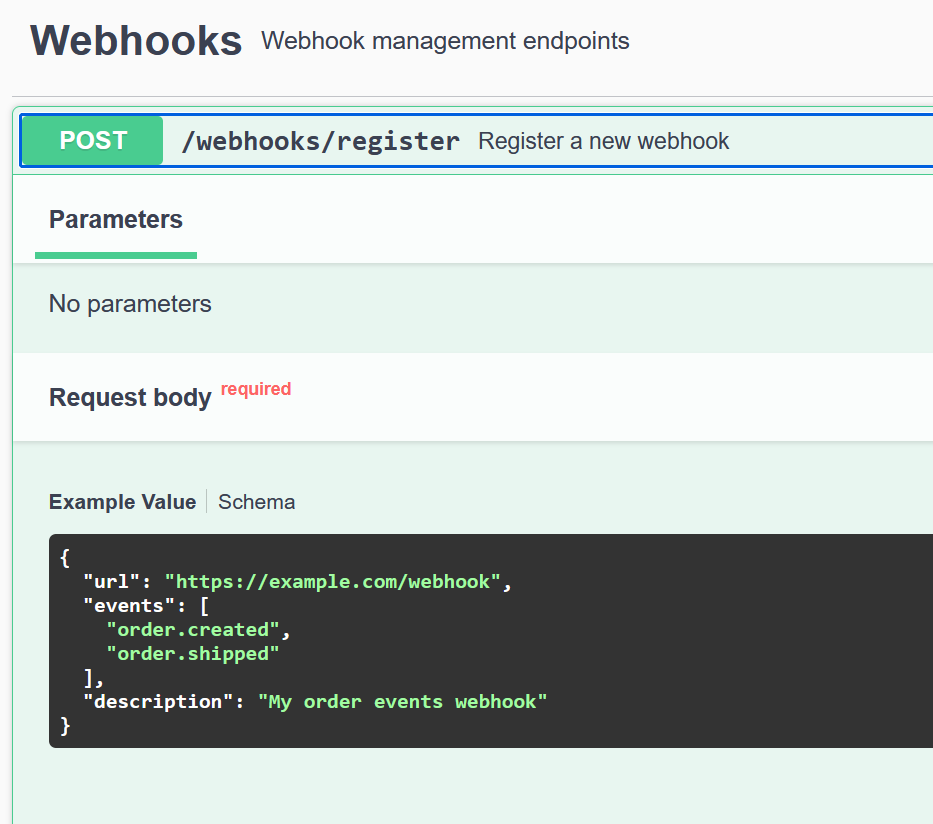 Webhooks Webhook management endpoints
POST /webhooks/register Register a new webhook
Parameters
No parameters
Request body required
Example Value Schema
{
  "url": "https://example.com/webhook",
  "events": [
    "order.created",
    "order.shipped"
  ],
  "description": "My order events webhook"
}